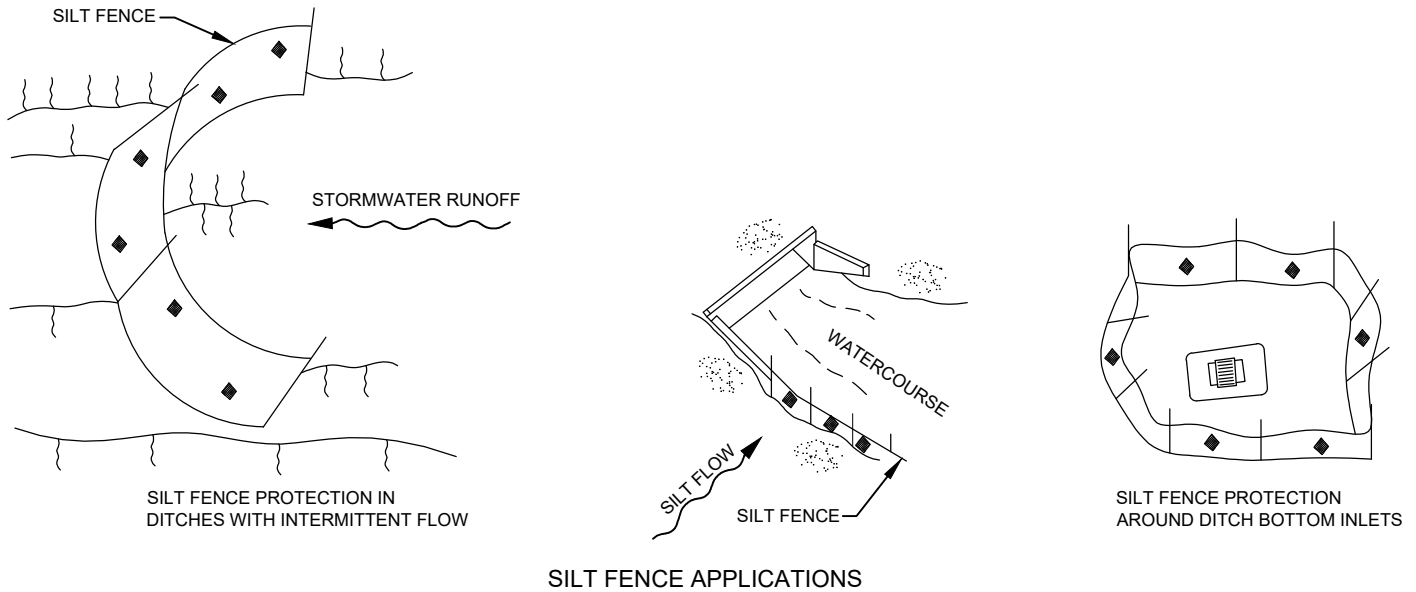 SILT FENCE
STORMWATER RUNOFF
SILT FENCE PROTECTION IN
DITCHES WITH INTERMITTENT FLOW
WATERCOURSE
SILT FLOW
SILT FENCE
SILT FENCE PROTECTION
AROUND DITCH BOTTOM INLETS
SILT FENCE APPLICATIONS